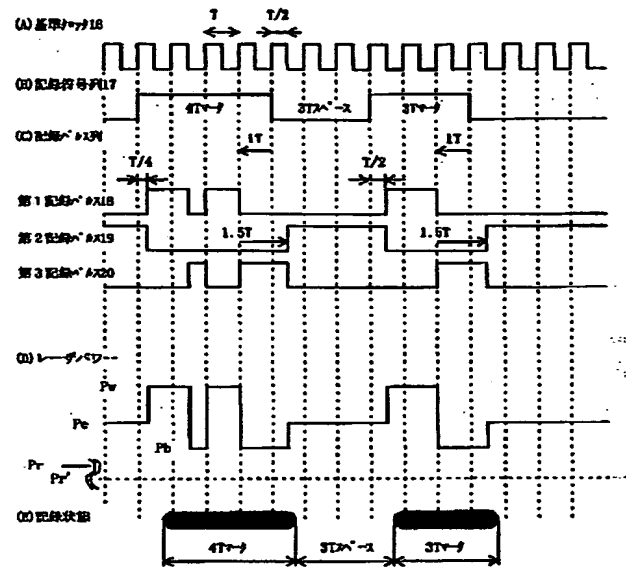 (A) 基準クロック16
T
T/2
(B) 記録符号列17
4Tマーク
3Tスペース
3Tマーク
(C) 記録パルス列
1T
1T
T/4
T/2
第1記録パルス18
第2記録パルス19
1.5T
1.5T
第3記録パルス20
(D) レーザパワー
Pw
Pe
Pb
Pr
Pr'
(E) 記録状態
4Tマーク
3Tスペース
3Tマーク